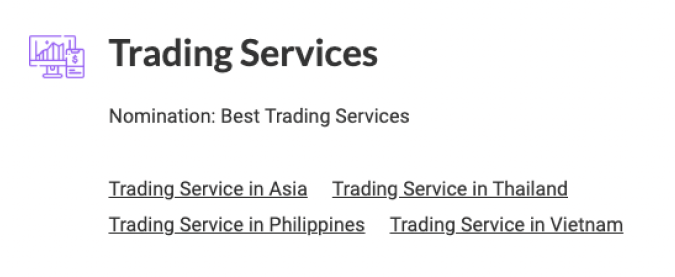 Trading Services
Nomination: Best Trading Services
Trading Service in Asia Trading Service in Thailand
Trading Service in Philippines Trading Service in Vietnam